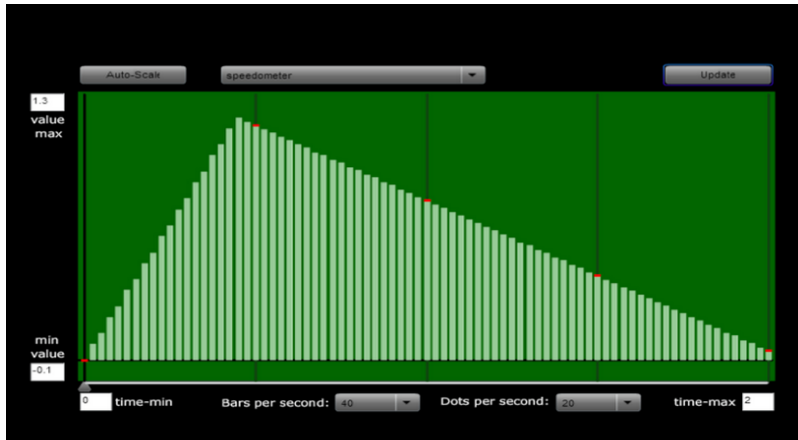 Auto-Scale
speedometer
Update
1.3
value
max
min
value
-0.1
0
time-min
Bars per second:
40
Dots per second:
20
time-max
2